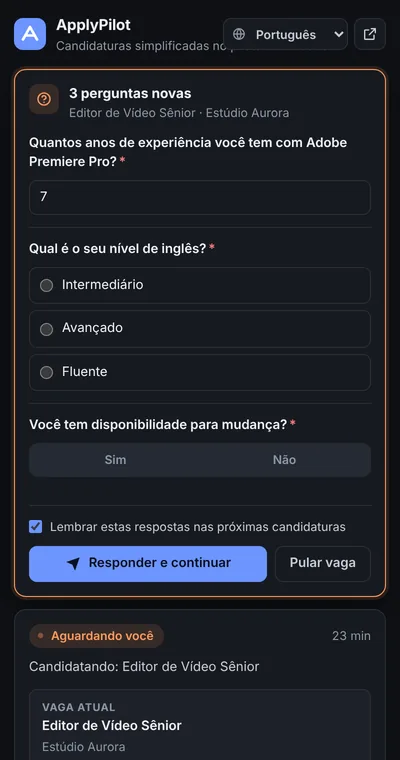 ApplyPilot
Candidaturas simplificadas no
Português
3 perguntas novas
Editor de Vídeo Sênior · Estúdio Aurora
Quantos anos de experiência você tem com Adobe
Premiere Pro?*
7
Qual é o seu nível de inglês?*
Intermediário
Avançado
Fluente
Você tem disponibilidade para mudança?*
Sim
Não
Lembrar estas respostas nas próximas candidaturas
Responder e continuar
Pular vaga
Aguardando você
23 min
Candidatando: Editor de Vídeo Sênior
VAGA ATUAL
Editor de Vídeo Sênior
Estúdio Aurora